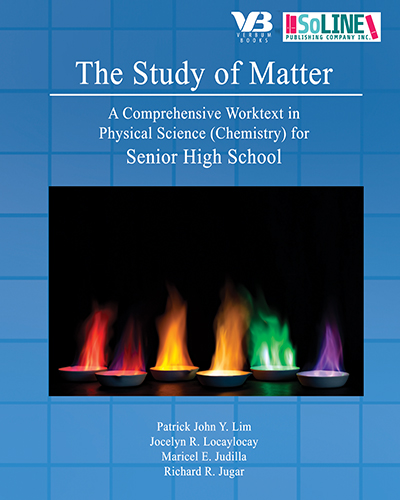 VB
VERBUM
BOOKS
SoLINE
PUBLISHING COMPANY INC.
The Study of Matter
A Comprehensive Worktext in
Physical Science (Chemistry) for
Senior High School
Patrick John Y. Lim
Jocelyn R. Locaylocay
Maricel E. Judilla
Richard R. Jugar